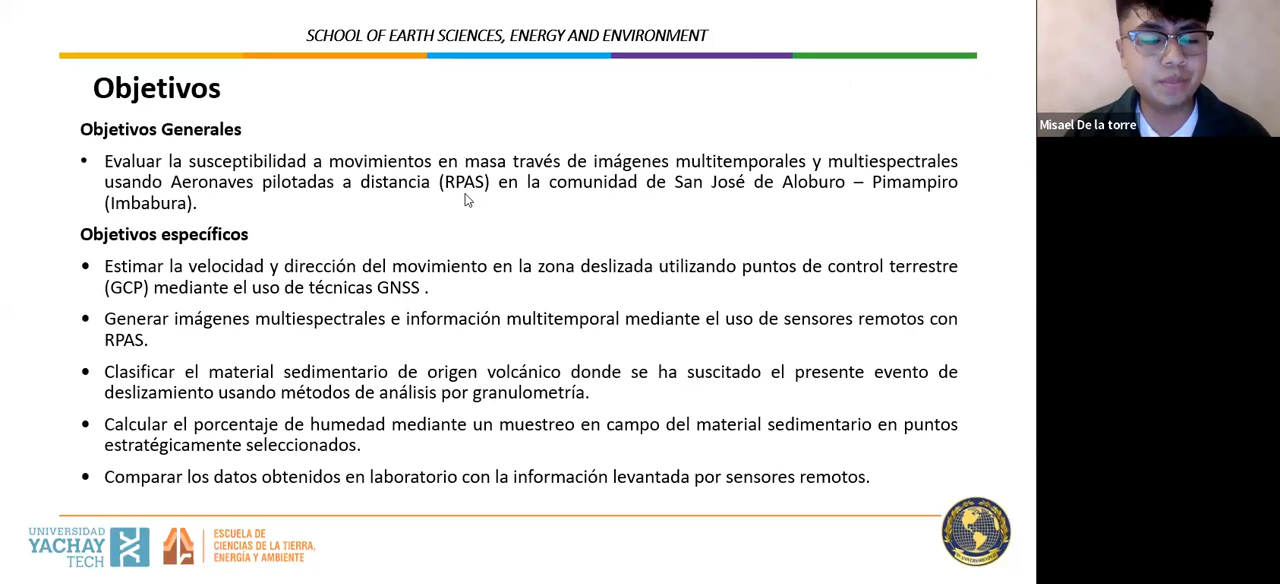 SCHOOL OF EARTH SCIENCES, ENERGY AND ENVIRONMENT
Objetivos
Objetivos Generales
• Evaluar la susceptibilidad a movimientos en masa través de imágenes multitemporales y multiespectrales
usando Aeronaves pilotadas a distancia (RPAS) en la comunidad de San José de Aloburo – Pimampiro
(Imbabura).
Objetivos específicos
• Estimar la velocidad y dirección del movimiento en la zona deslizada utilizando puntos de control terrestre
(GCP) mediante el uso de técnicas GNSS .
• Generar imágenes multiespectrales e información multitemporal mediante el uso de sensores remotos con
RPAS.
• Clasificar el material sedimentario de origen volcánico donde se ha suscitado el presente evento de
deslizamiento usando métodos de análisis por granulometría.
• Calcular el porcentaje de humedad mediante un muestreo en campo del material sedimentario en puntos
estratégicamente seleccionados.
• Comparar los datos obtenidos en laboratorio con la información levantada por sensores remotos.
UNIVERSIDAD
YACHAY
TECH
ESCUELA DE
CIENCIAS DE LA TIERRA,
ENERGÍA Y AMBIENTE
Misael De la torre